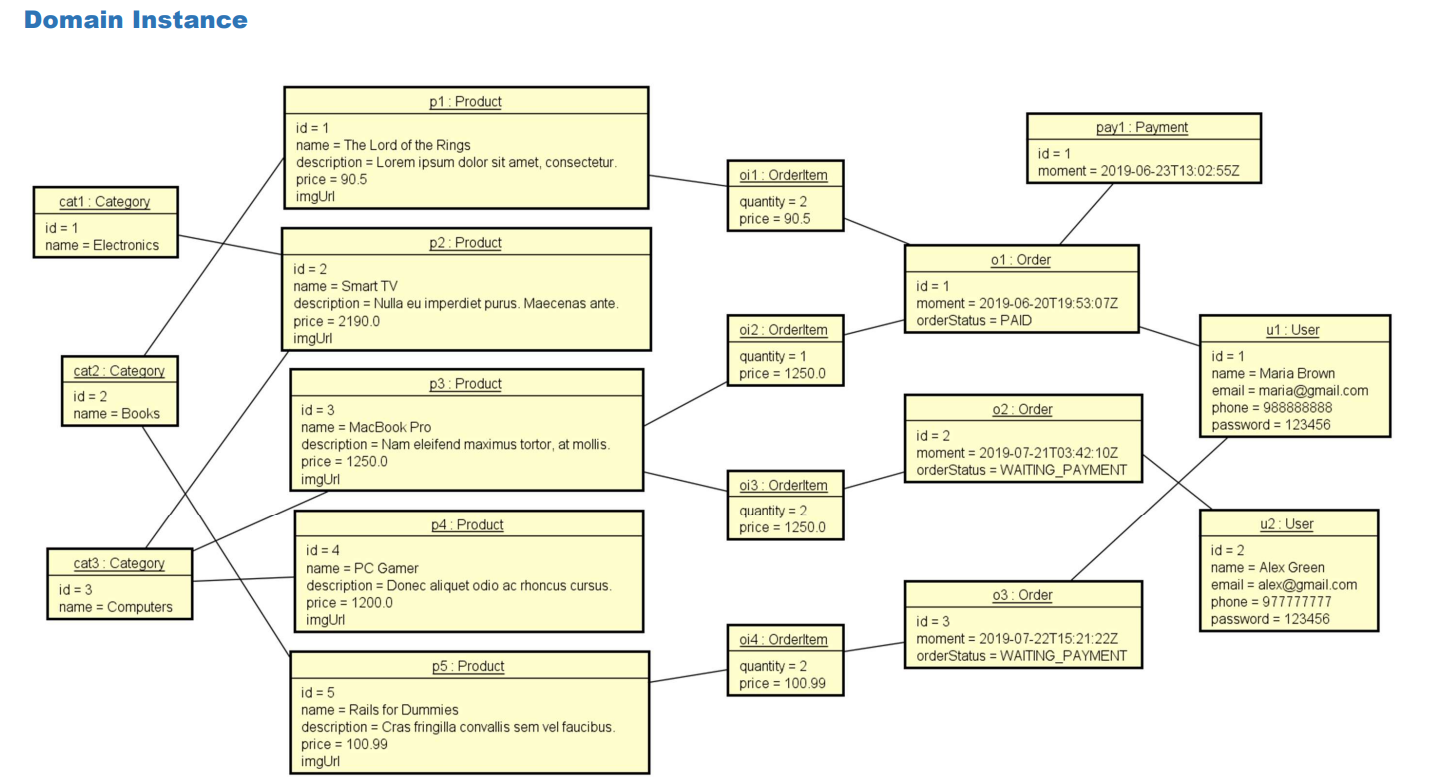 Domain Instance
p1 : Product
id = 1
name = The Lord of the Rings
description = Lorem ipsum dolor sit amet, consectetur.
price = 90.5
imgUrl
pay1 : Payment
id = 1
moment = 2019-06-23T13:02:55Z
oi1 : OrderItem
quantity = 2
price = 90.5
cat1 : Category
id = 1
name = Electronics
p2 : Product
id = 2
name = Smart TV
description = Nulla eu imperdiet purus. Maecenas ante.
price = 2190.0
imgUrl
o1 : Order
id = 1
moment = 2019-06-20T19:53:07Z
orderStatus = PAID
oi2 : OrderItem
quantity = 1
price = 1250.0
u1 : User
id = 1
name = Maria Brown
email = maria@gmail.com
phone = 988888888
password = 123456
cat2 : Category
id = 2
name = Books
p3 : Product
id = 3
name = MacBook Pro
description = Nam eleifend maximus tortor, at mollis.
price = 1250.0
imgUrl
o2 : Order
id = 2
moment = 2019-07-21T03:42:10Z
orderStatus = WAITING_PAYMENT
oi3 : OrderItem
quantity = 2
price = 1250.0
p4 : Product
id = 4
name = PC Gamer
description = Donec aliquet odio ac rhoncus cursus.
price = 1200.0
imgUrl
u2 : User
id = 2
name = Alex Green
email = alex@gmail.com
phone = 977777777
password = 123456
cat3 : Category
id = 3
name = Computers
o3 : Order
id = 3
moment = 2019-07-22T15:21:22Z
orderStatus = WAITING_PAYMENT
oi4 : OrderItem
quantity = 2
price = 100.99
p5 : Product
id = 5
name = Rails for Dummies
description = Cras fringilla convallis sem vel faucibus.
price = 100.99
imgUrl